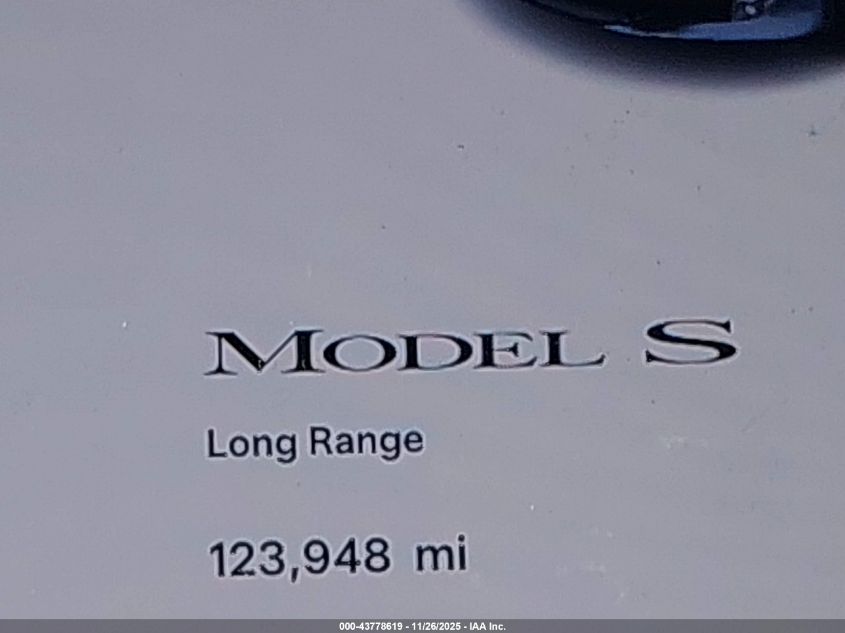 MODEL S
Long Range
123,948 mi
000-43778619 - 11/26/2025 - IAA Inc.